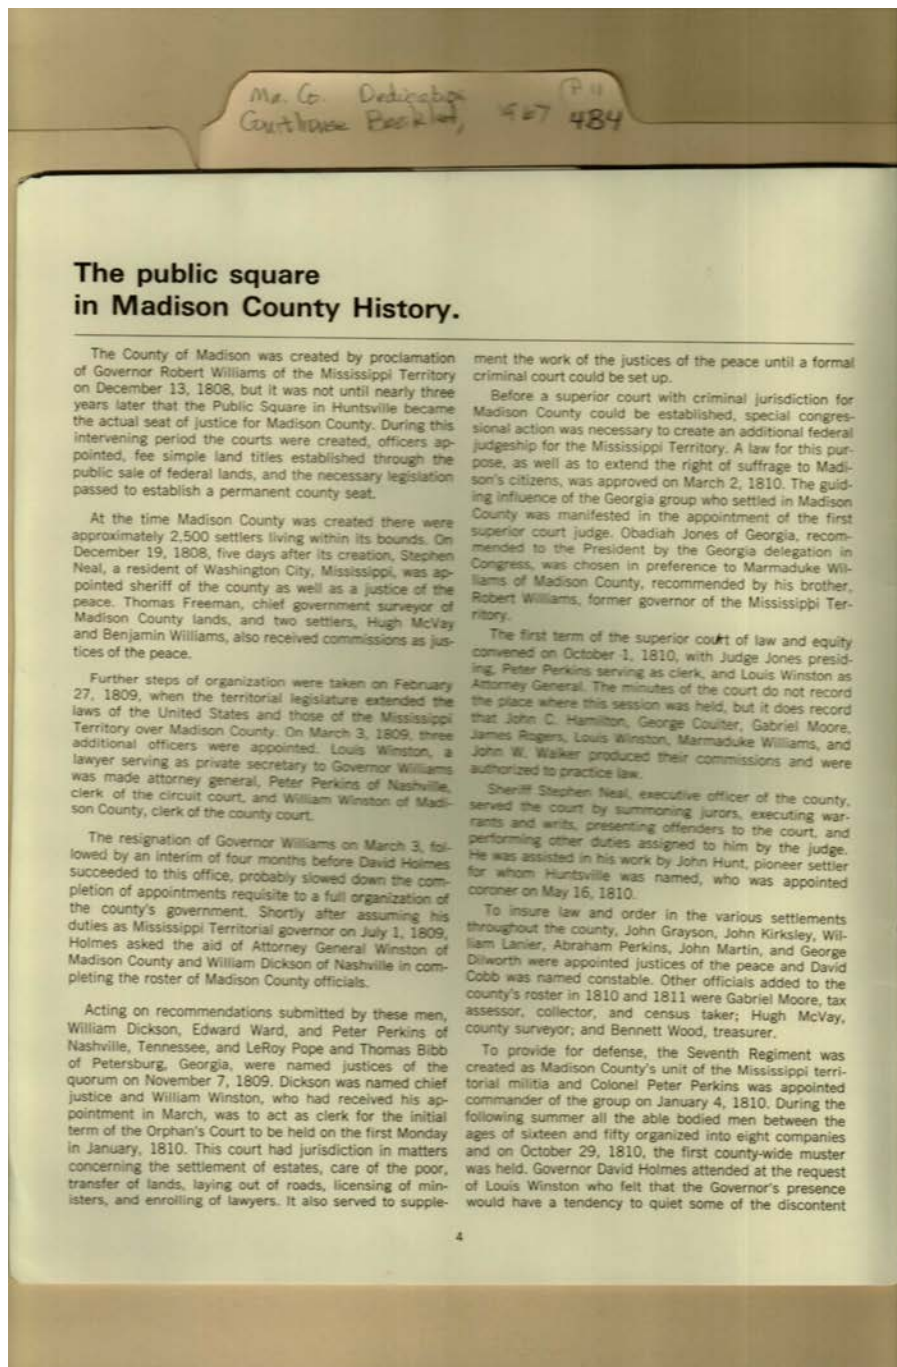 Ma. Co. Dedication P 11
Courthouse Booklet, 1967 484
The public square
in Madison County History.
The County of Madison was created by proclamation
of Governor Robert Williams of the Mississippi Territory
on December 13, 1808, but it was not until nearly three
years later that the Public Square in Huntsville became
the actual seat of justice for Madison County. During this
intervening period the courts were created, officers ap-
pointed, fee simple land titles established through the
public sale of federal lands, and the necessary legislation
passed to establish a permanent county seat.
At the time Madison County was created there were
approximately 2,500 settlers living within its bounds. On
December 19, 1808, five days after its creation, Stephen
Neal, a resident of Washington City, Mississippi, was ap-
pointed sheriff of the county as well as a justice of the
peace. Thomas Freeman, chief government surveyor of
Madison County lands, and two settlers, Hugh McVay
and Benjamin Williams, also received commissions as jus-
tices of the peace.
Further steps of organization were taken on February
27, 1809, when the territorial legislature extended the
laws of the United States and those of the Mississippi
Territory over Madison County. On March 3, 1809, three
additional officers were appointed. Louis Winston, a
lawyer serving as private secretary to Governor Williams
was made attorney general, Peter Perkins of Nashville,
clerk of the circuit court, and William Winston of Madi-
son County, clerk of the county court.
The resignation of Governor Williams on March 3, fol-
lowed by an interim of four months before David Holmes
succeeded to this office, probably slowed down the com-
pletion of appointments requisite to a full organization of
the county's government. Shortly after assuming his
duties as Mississippi Territorial governor on July 1, 1809,
Holmes asked the aid of Attorney General Winston of
Madison County and William Dickson of Nashville in com-
pleting the roster of Madison County officials.
Acting on recommendations submitted by these men,
William Dickson, Edward Ward, and Peter Perkins of
Nashville, Tennessee, and LeRoy Pope and Thomas Bibb
of Petersburg, Georgia, were named justices of the
quorum on November 7, 1809. Dickson was named chief
justice and William Winston, who had received his ap-
pointment in March, was to act as clerk for the initial
term of the Orphan's Court to be held on the first Monday
in January, 1810. This court had jurisdiction in matters
concerning the settlement of estates, care of the poor,
transfer of lands, laying out of roads, licensing of min-
isters, and enrolling of lawyers. It also served to supple-
ment the work of the justices of the peace until a formal
criminal court could be set up.
Before a superior court with criminal jurisdiction for
Madison County could be established, special congres-
sional action was necessary to create an additional federal
judgeship for the Mississippi Territory. A law for this pur-
pose, as well as to extend the right of suffrage to Madi-
son's citizens, was approved on March 2, 1810. The guid-
ing influence of the Georgia group who settled in Madison
County was manifested in the appointment of the first
superior court judge. Obadiah Jones of Georgia, recom-
mended to the President by the Georgia delegation in
Congress, was chosen in preference to Marmaduke Wil-
liams of Madison County, recommended by his brother,
Robert Williams, former governor of the Mississippi Ter-
ritory.
The first term of the superior court of law and equity
convened on October 1, 1810, with Judge Jones presid-
ing, Peter Perkins serving as clerk, and Louis Winston as
Attorney General. The minutes of the court do not record
the place where this session was held, but it does record
that John C. Hamilton, George Coulter, Gabriel Moore,
James Rogers, Louis Winston, Marmaduke Williams, and
John W. Walker produced their commissions and were
authorized to practice law.
Sheriff Stephen Neal, executive officer of the county,
served the court by summoning jurors, executing war-
rants and writs, presenting offenders to the court, and
performing other duties assigned to him by the judge.
He was assisted in his work by John Hunt, pioneer settler
for whom Huntsville was named, who was appointed
coroner on May 16, 1810.
To insure law and order in the various settlements
throughout the county, John Grayson, John Kirksley, Wil-
liam Lanier, Abraham Perkins, John Martin, and George
Dilworth were appointed justices of the peace and David
Cobb was named constable. Other officials added to the
county's roster in 1810 and 1811 were Gabriel Moore, tax
assessor, collector, and census taker; Hugh McVay,
county surveyor; and Bennett Wood, treasurer.
To provide for defense, the Seventh Regiment was
created as Madison County's unit of the Mississippi terri-
torial militia and Colonel Peter Perkins was appointed
commander of the group on January 4, 1810. During the
following summer all the able bodied men between the
ages of sixteen and fifty organized into eight companies
and on October 29, 1810, the first county-wide muster
was held. Governor David Holmes attended at the request
of Louis Winston who felt that the Governor's presence
would have a tendency to quiet some of the discontent
4